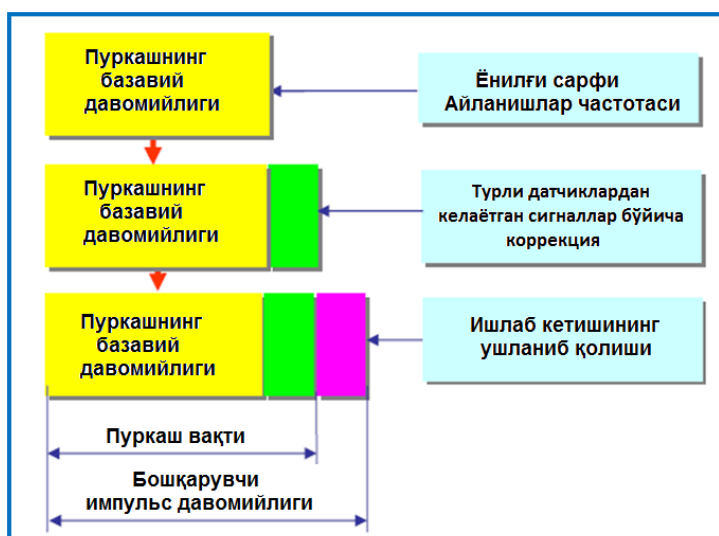 Пуркашнинг
базавий
давомийлиги
Ёнилғи сарфи
Айланишлар частотаси
Пуркашнинг
базавий
давомийлиги
Турли датчиклардан
келаётган сигналлар бўйича
коррекция
Пуркашнинг
базавий
давомийлиги
Ишлаб кетишининг
ушланиб қолиши
Пуркаш вақти
Бошқарувчи
импульс давомийлиги